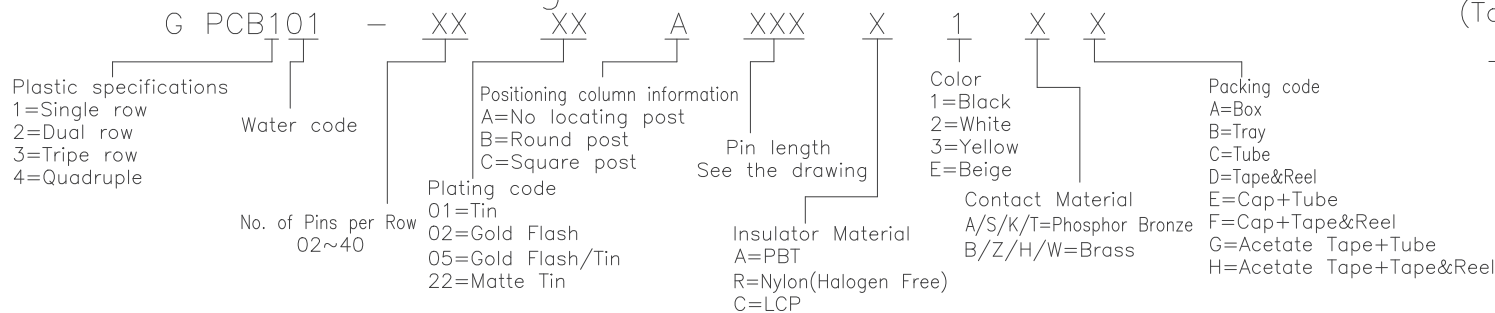 G PCB101 - XX XX A XXX X 1 X X
Plastic specifications
1=Single row
2=Dual row
3=Tripe row
4=Quadruple
Water code
No. of Pins per Row
02~40
Plating code
01=Tin
02=Gold Flash
05=Gold Flash/Tin
22=Matte Tin
Positioning column information
A=No locating post
B=Round post
C=Square post
Pin length
See the drawing
Insulator Material
A=PBT
R=Nylon(Halogen Free)
C=LCP
Color
1=Black
2=White
3=Yellow
E=Beige
Contact Material
A/S/K/T=Phosphor Bronze
B/Z/H/W=Brass
Packing code
A=Box
B=Tray
C=Tube
D=Tape&Reel
E=Cap+Tube
F=Cap+Tape&Reel
G=Acetate Tape+Tube
H=Acetate Tape+Tape&Reel